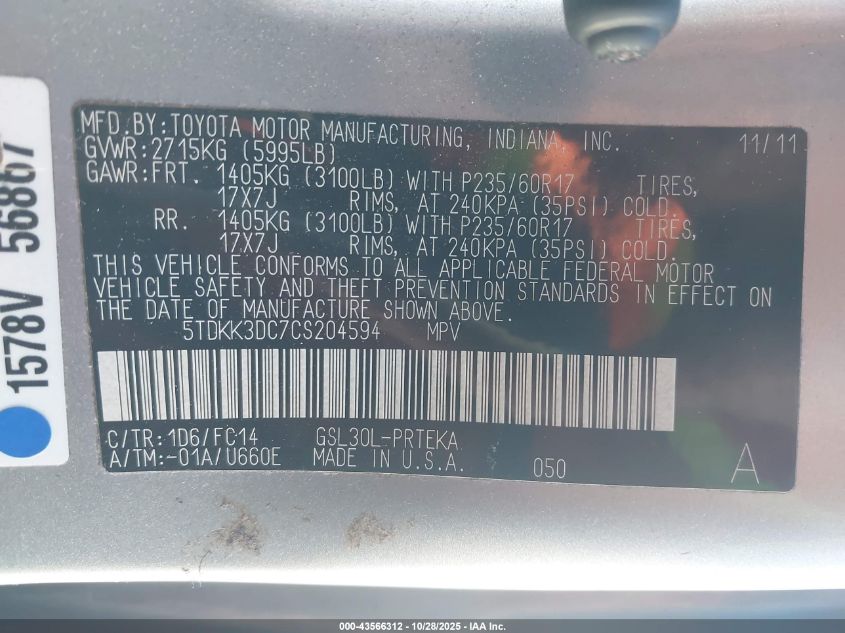 MFD.BY:TOYOTA MOTOR MANUFACTURING, INDIANA, INC. 11/11
GVWR:2715KG (5995LB)
GAWR:FRT. 1405KG (3100LB) WITH P235/60R17 TIRES,
17X7J RIMS, AT 240KPA (35PSI) COLD.
RR. 1405KG (3100LB) WITH P235/60R17 TIRES,
17X7J RIMS, AT 240KPA (35PSI) COLD.
THIS VEHICLE CONFORMS TO ALL APPLICABLE FEDERAL MOTOR
VEHICLE SAFETY AND THEFT PREVENTION STANDARDS IN EFFECT ON
THE DATE OF MANUFACTURE SHOWN ABOVE.
5TDKK3DC7CS204594 MPV
C/TR:1D6/FC14 GSL30L-PRTEKA
A/TM:-01A/U660E MADE IN U.S.A. 050 A
1578V 56867
000-43566312 | 10/28/2025 - IAA Inc.